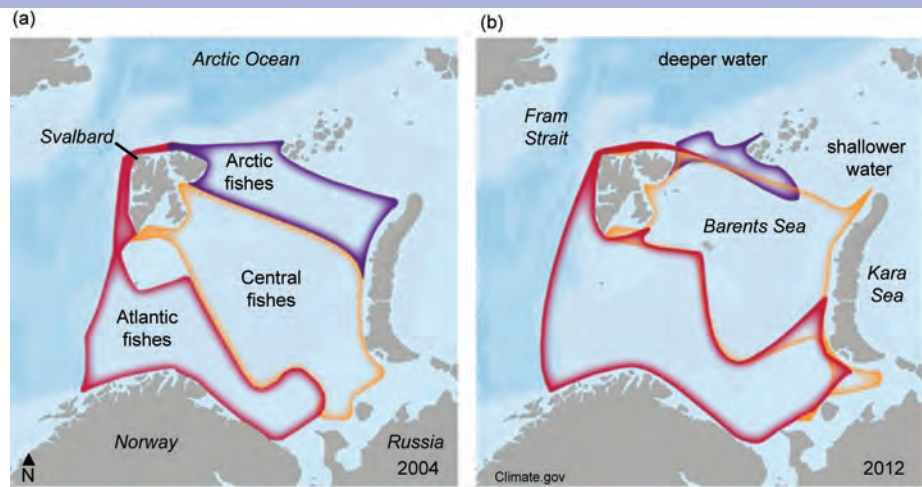 (a)
Arctic Ocean
Svalbard
Arctic
fishes
Central
fishes
Atlantic
fishes
Norway
Russia
N
2004
(b)
deeper water
Fram
Strait
shallower
water
Barents Sea
Kara
Sea
Climate.gov
2012